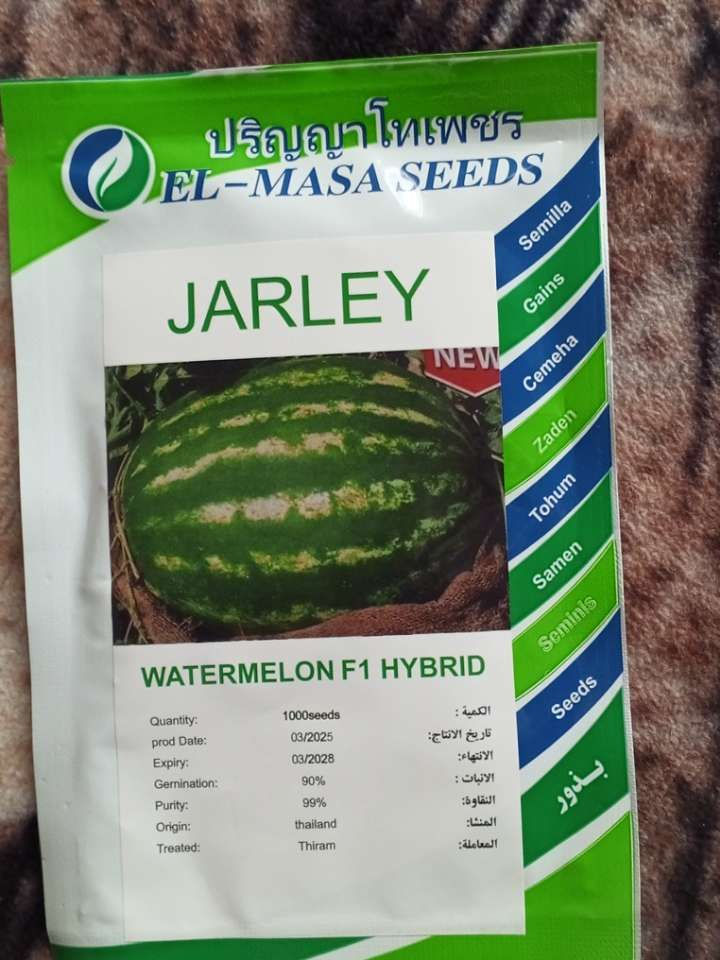 ปริญญาโทเพชร
EL-MASA SEEDS
JARLEY
NEW
WATERMELON F1 HYBRID
Quantity: 1000seeds الكمية :
prod Date: 03/2025 تاريخ الانتاج:
Expiry: 03/2028 الانتهاء:
Gernination: 90% الانبات :
Purity: 99% النقاوة:
Origin: thailand المنشا:
Treated: Thiram المعاملة:
Semilla
Gains
Cemeha
Zaden
Tohum
Samen
Seminis
Seeds
بذور